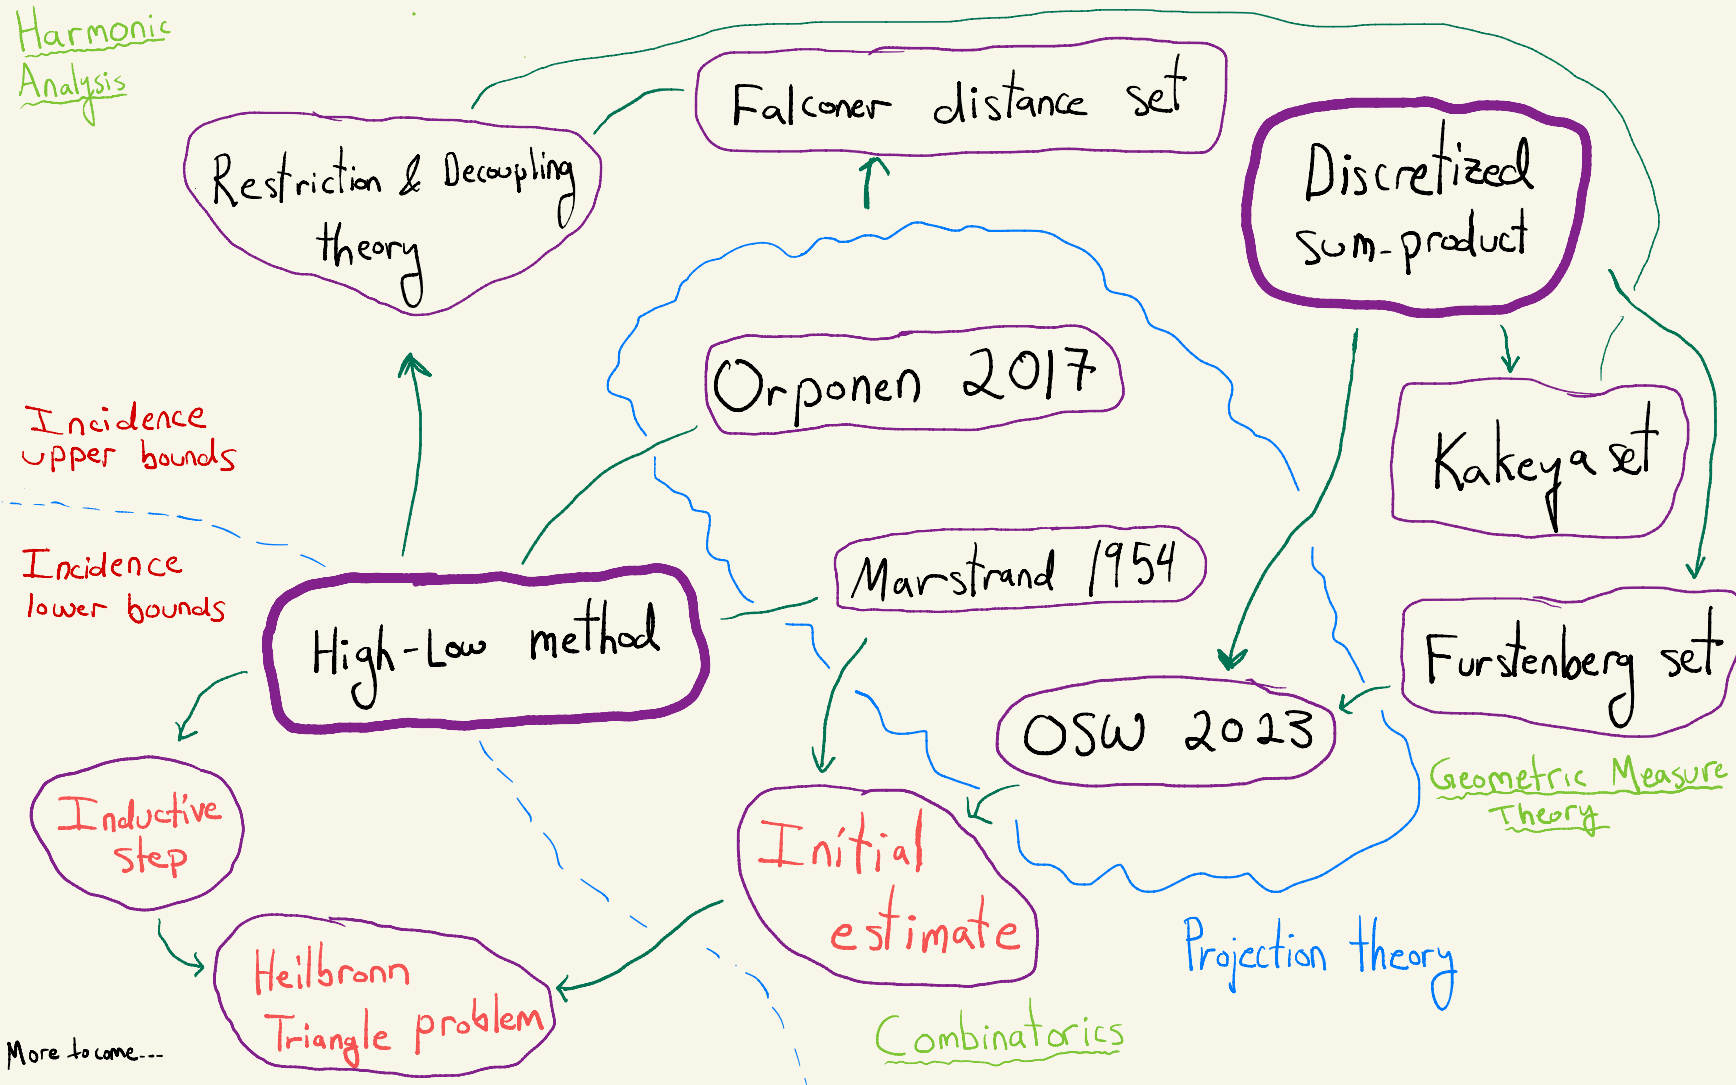 Harmonic
Analysis
Falconer distance set
Restriction & Decoupling
theory
Discretized
sum-product
Orponen 2017
Incidence
upper bounds
Kakeya set
Incidence
lower bounds
Marstrand 1954
High-Low method
Furstenberg set
OSW 2023
Geometric Measure
Theory
Inductive
step
Initial
estimate
Projection theory
Heilbronn
Triangle problem
Combinatorics
More to come...